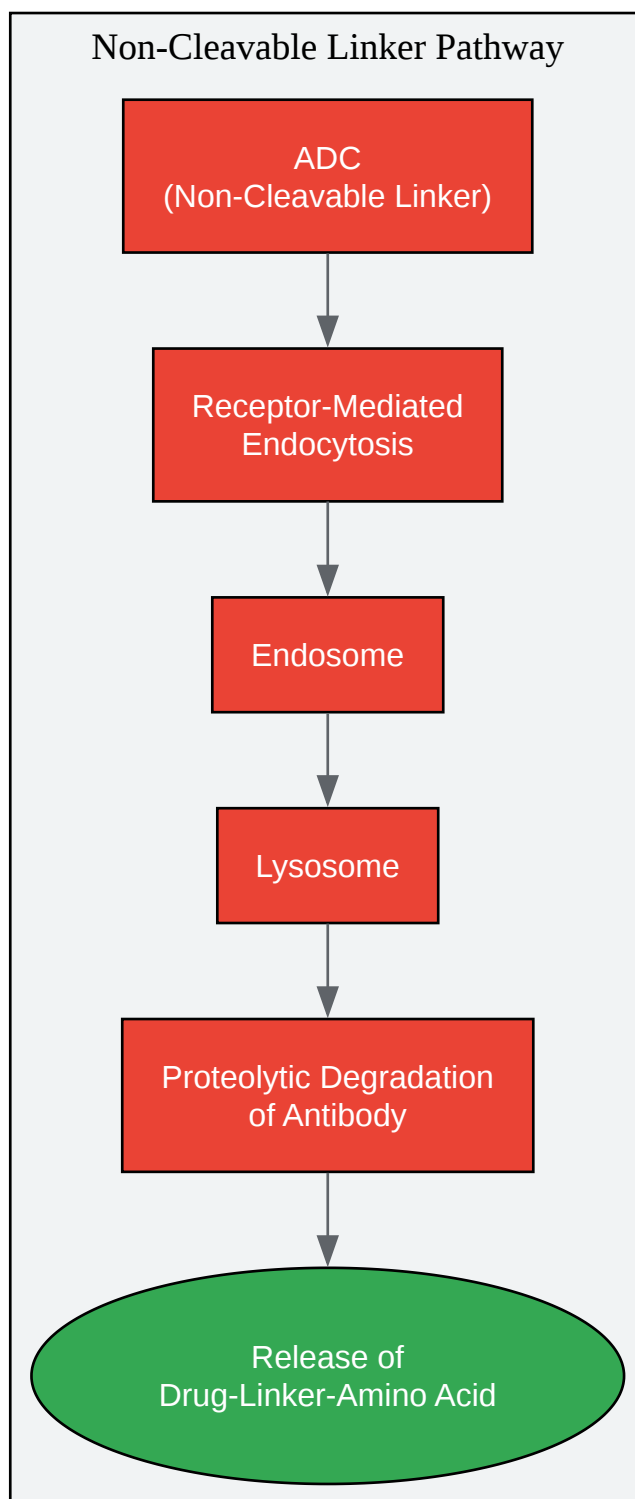 Non-Cleavable Linker Pathway
ADC
(Non-Cleavable Linker)
Receptor-Mediated
Endocytosis
Endosome
Lysosome
Proteolytic Degradation
of Antibody
Release of
Drug-Linker-Amino Acid